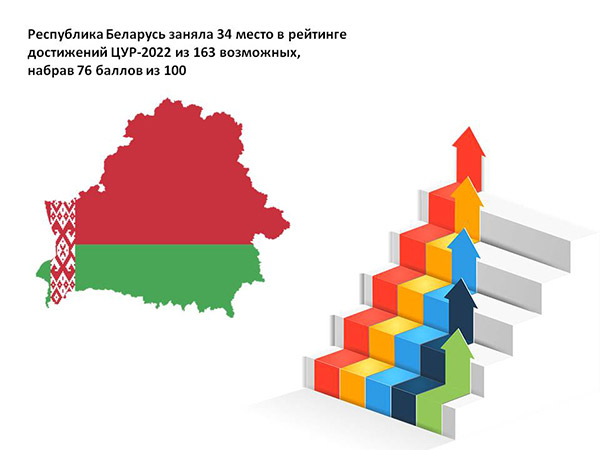 Республика Беларусь заняла 34 место в рейтинге
достижений ЦУР-2022 из 163 возможных,
набрав 76 баллов из 100